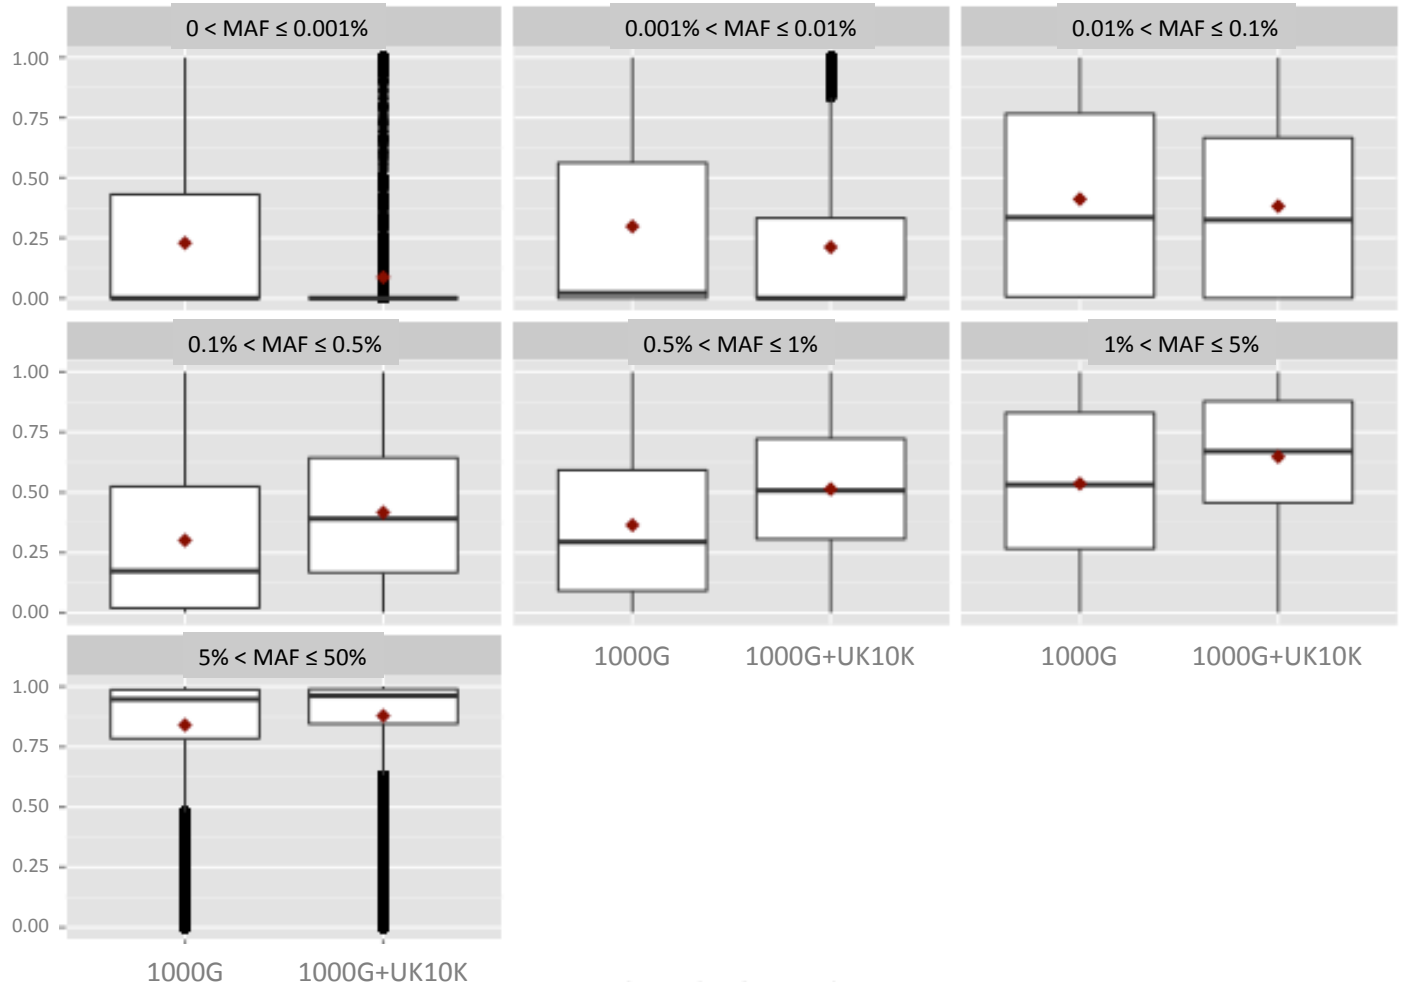 0 < MAF ≤ 0.001%
0.001% < MAF ≤ 0.01%
0.01% < MAF ≤ 0.1%
1.00
0.75
0.50
0.25
0.00
0.1% < MAF ≤ 0.5%
0.5% < MAF ≤ 1%
1% < MAF ≤ 5%
1.00
0.75
0.50
0.25
0.00
1000G
1000G+UK10K
1000G
1000G+UK10K
5% < MAF ≤ 50%
1.00
0.75
0.50
0.25
0.00
1000G
1000G+UK10K